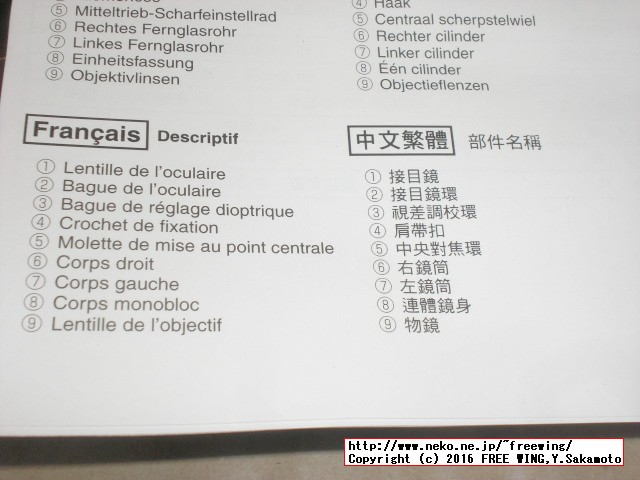 ⑤ Mitteltrieb-Scharfeinstellrad
⑥ Rechtes Fernglasrohr
⑦ Linkes Fernglasrohr
⑧ Einheitsfassung
⑨ Objektivlinsen
④ Haak
⑤ Centraal scherpstelwiel
⑥ Rechter cilinder
⑦ Linker cilinder
⑧ Één cilinder
⑨ Objectieflenzen
Français Descriptif
① Lentille de l'oculaire
② Bague de l'oculaire
③ Bague de réglage dioptrique
④ Crochet de fixation
⑤ Molette de mise au point centrale
⑥ Corps droit
⑦ Corps gauche
⑧ Corps monobloc
⑨ Lentille de l'objectif
中文繁體 部件名稱
① 接目鏡
② 接目鏡環
③ 視差調校環
④ 肩帶扣
⑤ 中央對焦環
⑥ 右鏡筒
⑦ 左鏡筒
⑧ 連體鏡身
⑨ 物鏡
http://www.neko.ne.jp/~freewing/
Copyright (c) 2016 FREE WING,Y.Sakamoto